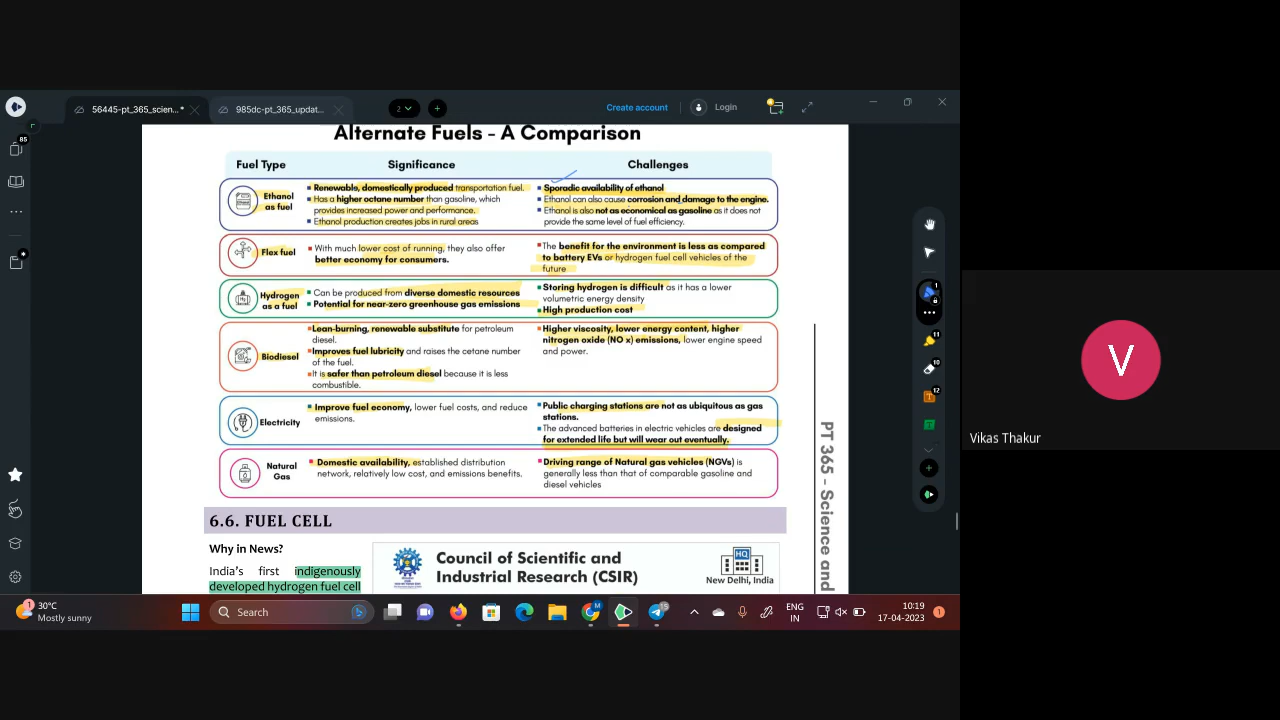 56445-pt_365_scien...*
985dc-pt_365_updat...
2
Create account
Login
85
Alternate Fuels - A Comparison
Fuel Type Significance Challenges
Ethanol as fuel
Renewable, domestically produced transportation fuel.
Has a higher octane number than gasoline, which
provides increased power and performance.
Ethanol production creates jobs in rural areas
Sporadic availability of ethanol
Ethanol can also cause corrosion and damage to the engine.
Ethanol is also not as economical as gasoline as it does not
provide the same level of fuel efficiency.
Flex fuel
With much lower cost of running, they also offer
better economy for consumers.
The benefit for the environment is less as compared
to battery EVs or hydrogen fuel cell vehicles of the
future
Hydrogen
as a fuel
Can be produced from diverse domestic resources
Potential for near-zero greenhouse gas emissions
Storing hydrogen is difficult as it has a lower
volumetric energy density
High production cost
Biodiesel
Lean-burning, renewable substitute for petroleum
diesel.
Improves fuel lubricity and raises the cetane number
of the fuel.
It is safer than petroleum diesel because it is less
combustible.
Higher viscosity, lower energy content, higher
nitrogen oxide (NO x) emissions, lower engine speed
and power.
Electricity
Improve fuel economy, lower fuel costs, and reduce
emissions.
Public charging stations are not as ubiquitous as gas
stations.
The advanced batteries in electric vehicles are designed
for extended life but will wear out eventually.
Natural
Gas
Domestic availability, established distribution
network, relatively low cost, and emissions benefits.
Driving range of Natural gas vehicles (NGVs) is
generally less than that of comparable gasoline and
diesel vehicles
6.6. FUEL CELL
Why in News?
India's first indigenously
developed hydrogen fuel cell
Council of Scientific and
Industrial Research (CSIR)
HQ
New Delhi, India
PT 365 - Science and
1
11
10
12
V
Vikas Thakur
1
30°C
Mostly sunny
Search
M
15
ENG
IN
10:19
17-04-2023
1